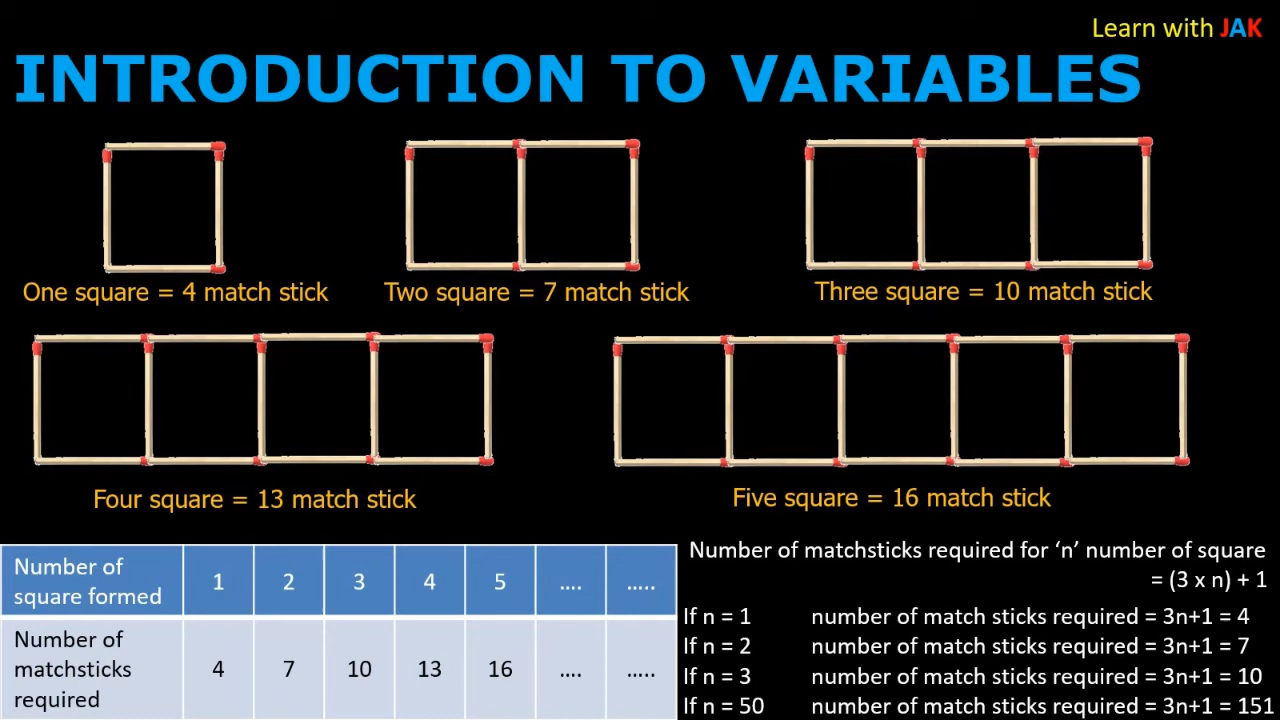 Learn with JAK
INTRODUCTION TO VARIABLES
One square = 4 match stick
Two square = 7 match stick
Three square = 10 match stick
Four square = 13 match stick
Five square = 16 match stick
Number of
square formed
1 2 3 4 5 .... .....
Number of
matchsticks
required
4 7 10 13 16 .... .....
Number of matchsticks required for ‘n’ number of square
= (3 x n) + 1
If n = 1 number of match sticks required = 3n+1 = 4
If n = 2 number of match sticks required = 3n+1 = 7
If n = 3 number of match sticks required = 3n+1 = 10
If n = 50 number of match sticks required = 3n+1 = 151